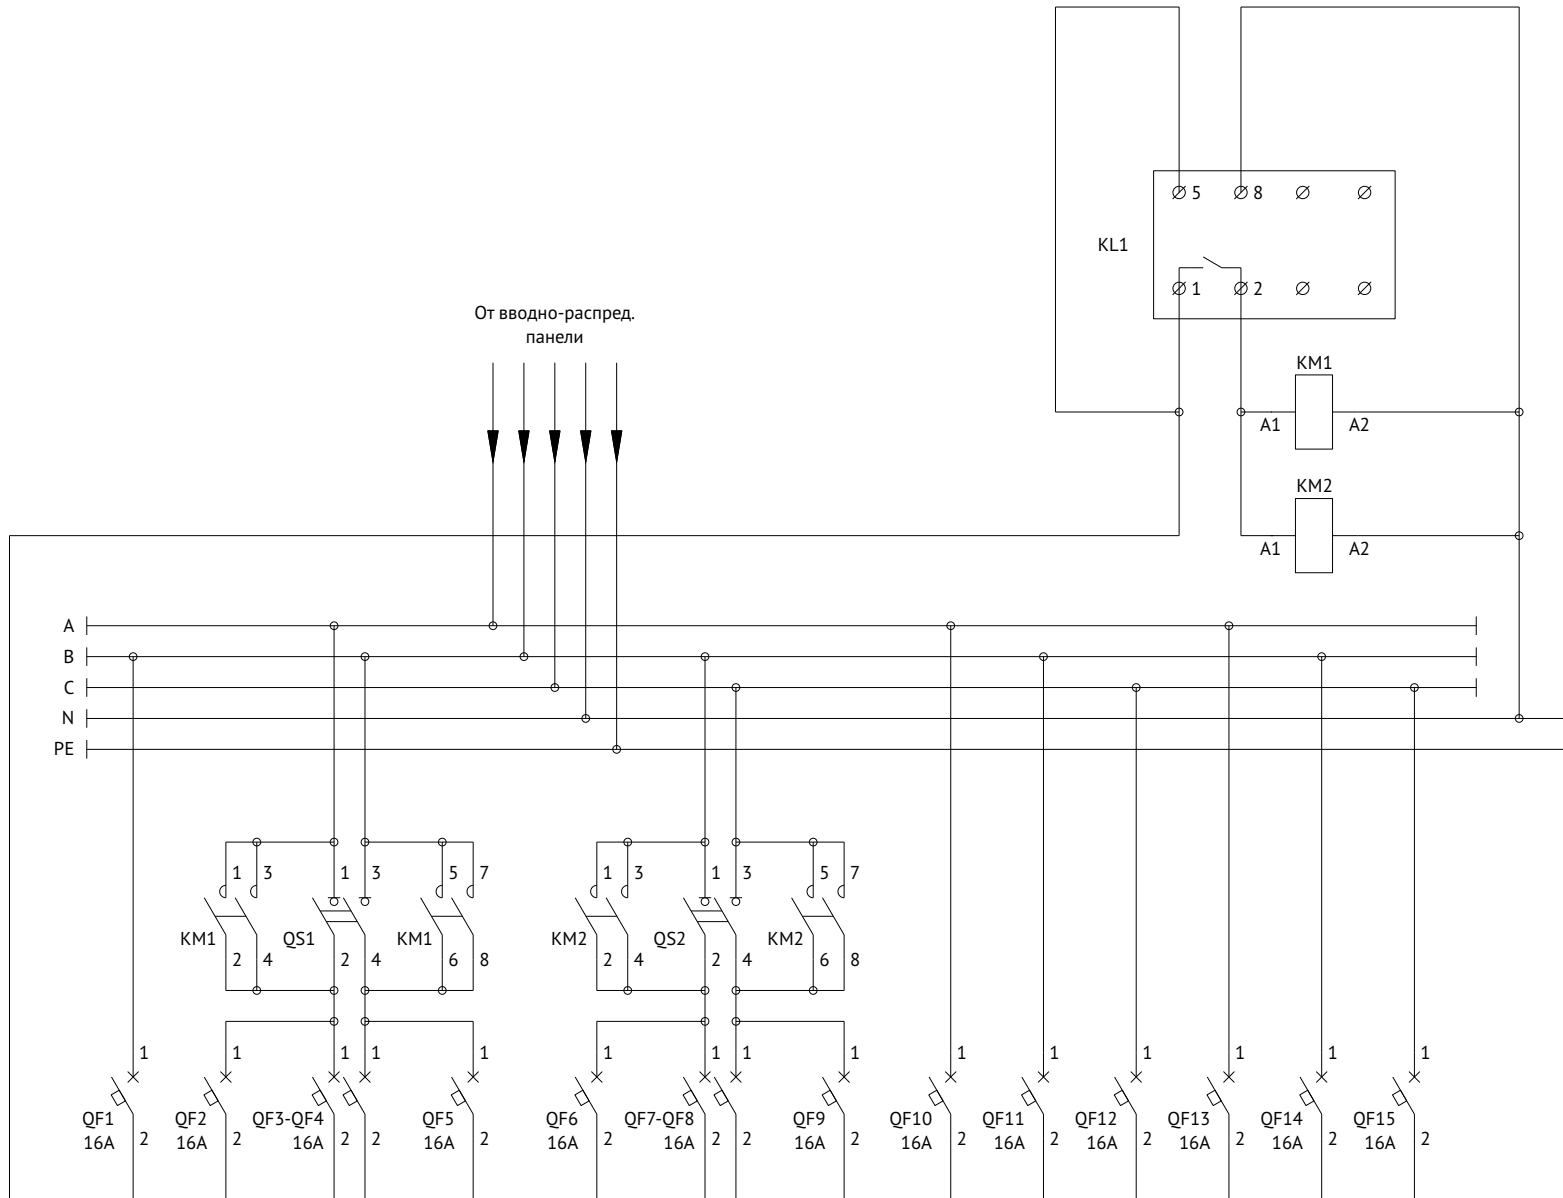 5 8
KL1
1 2
От вводно-распред.
панели
KM1
A1 A2
KM2
A1 A2
A
B
C
N
PE
1 3 1 3 5 7 1 3 1 3 5 7
KM1 QS1 KM1 KM2 QS2 KM2
2 4 2 4 6 8 2 4 2 4 6 8
1 1 1 1 1 1 1 1 1 1 1 1 1 1 1
QF1 QF2 QF3-QF4 QF5 QF6 QF7-QF8 QF9 QF10 QF11 QF12 QF13 QF14 QF15
16A 2 16A 2 16A 2 2 16A 2 16A 2 16A 2 2 16A 2 16A 2 16A 2 16A 2 16A 2 16A 2 16A 2